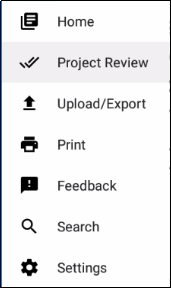 Home
Project Review
Upload/Export
Print
Feedback
Search
Settings